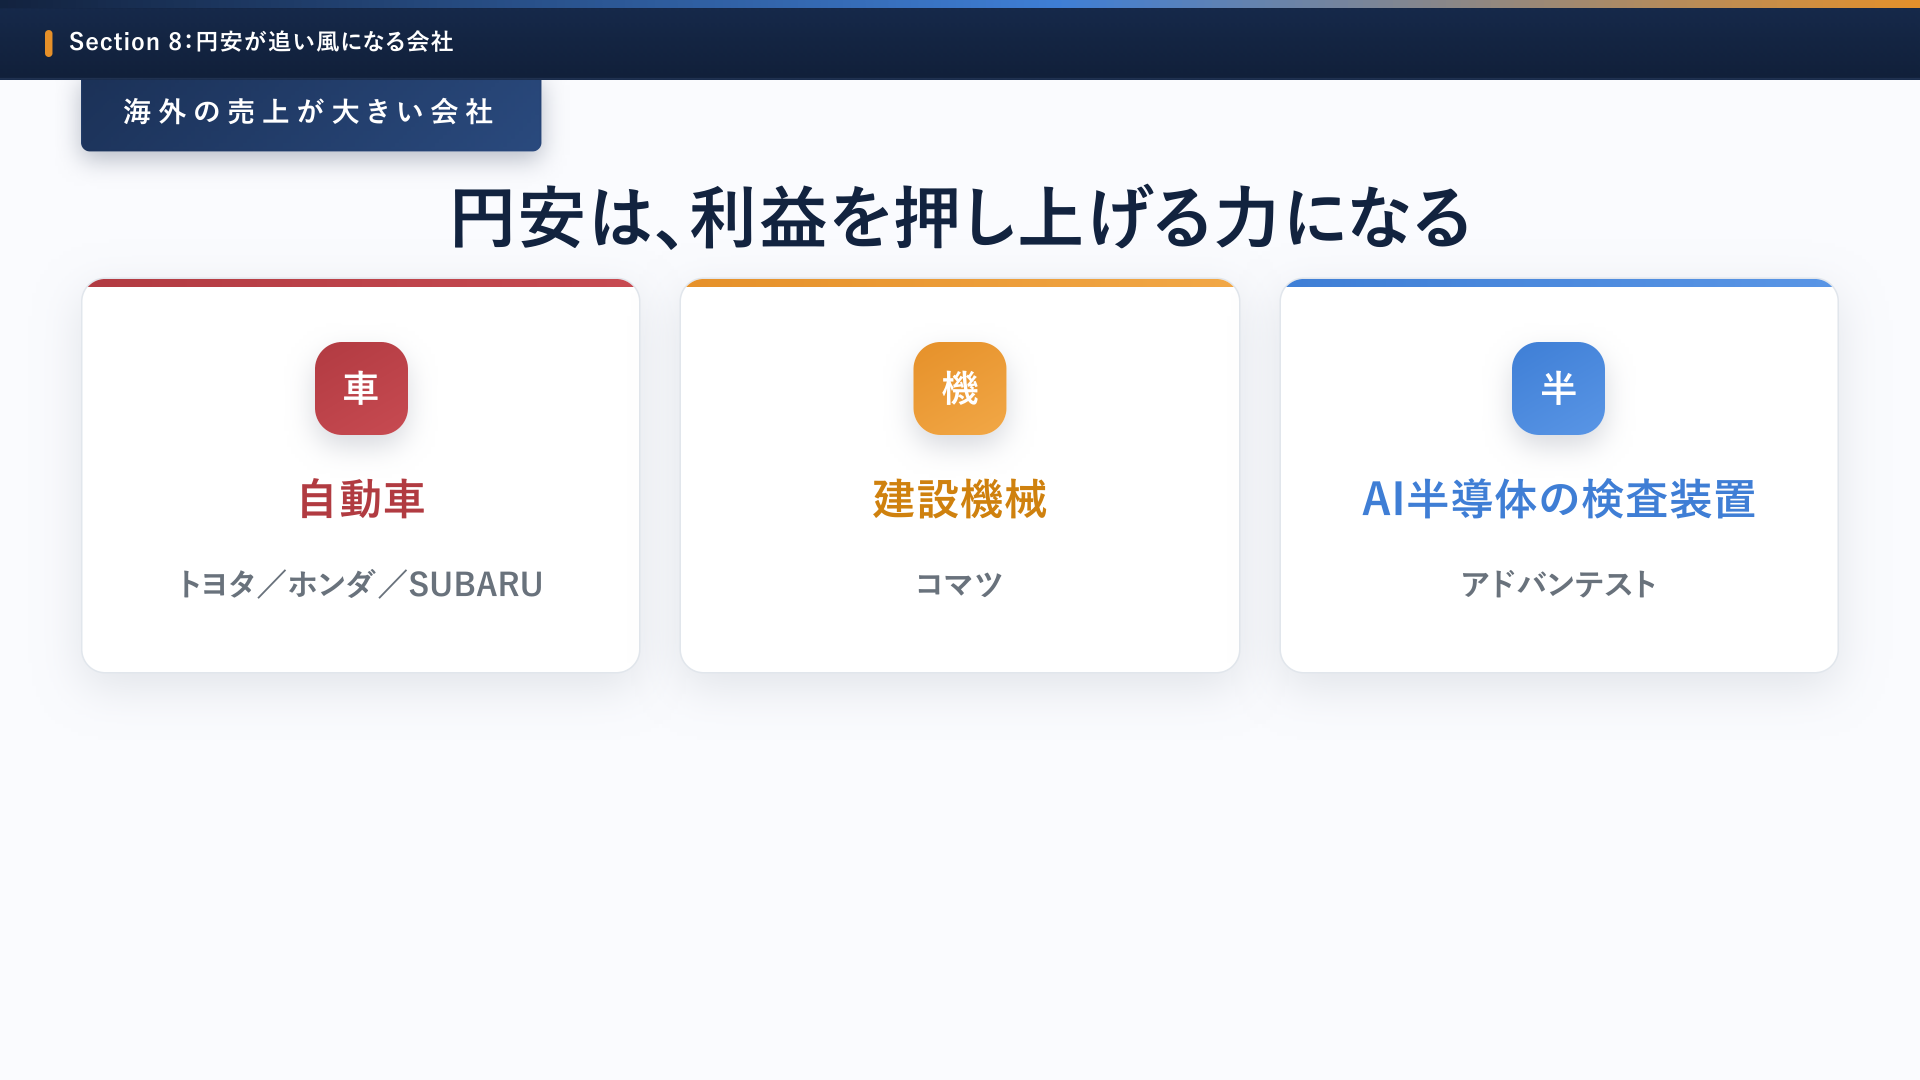 Section 8：円安が追い風になる会社
海外の売上が大きい会社
円安は、利益を押し上げる力になる
車
自動車
トヨタ／ホンダ／SUBARU
機
建設機械
コマツ
半
AI半導体の検査装置
アドバンテスト